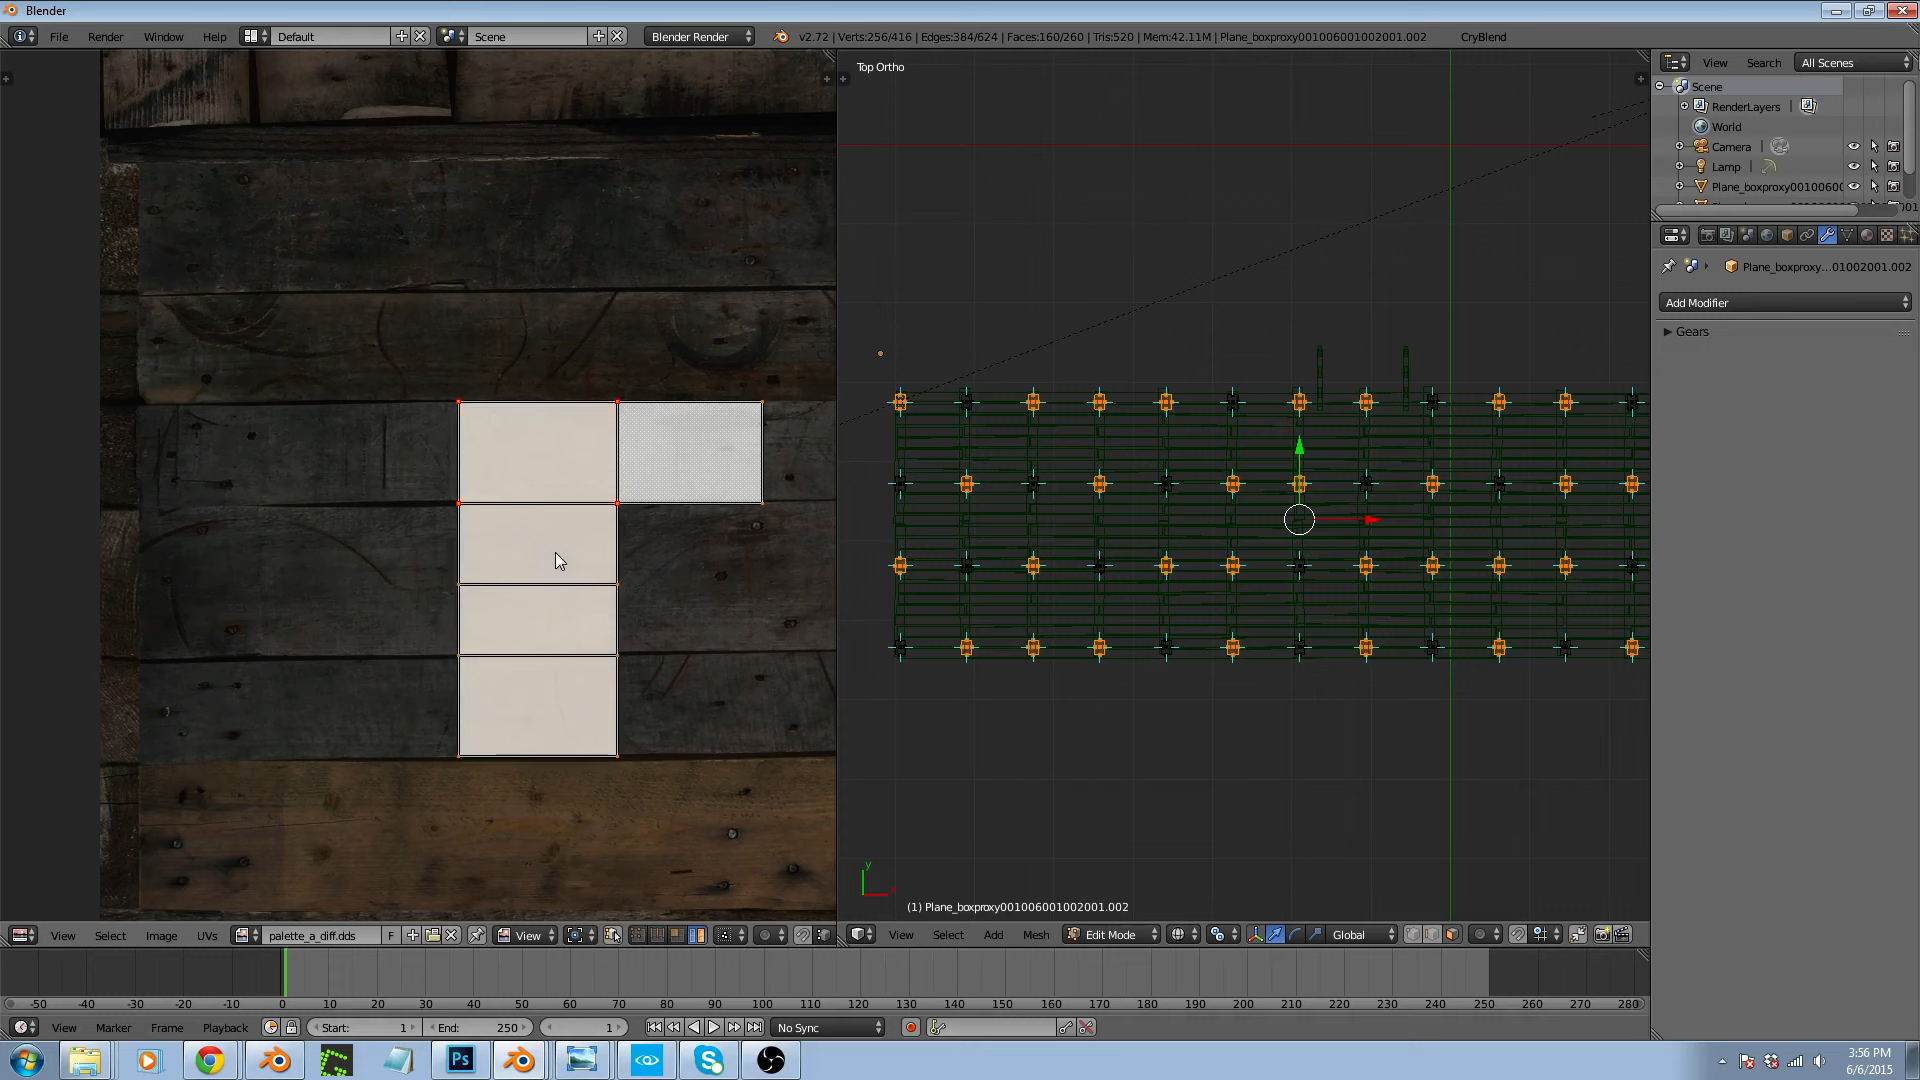 Blender
File Render Window Help Default Scene Blender Render v2.72 | Verts:256/416 | Edges:384/624 | Faces:160/260 | Tris:520 | Mem:42.11M | Plane_boxproxy001006001002001.002 CryBlend
Top Ortho
View Search All Scenes
Scene
RenderLayers
World
Camera
Lamp
Plane_boxproxy0010060
Plane_boxproxy...01002001.002
Add Modifier
Gears
y
(1) Plane_boxproxy001006001002001.002
View Select Image UVs palette_a_diff.dds F View
View Select Add Mesh Edit Mode Global
-50 -40 -30 -20 -10 0 10 20 30 40 50 60 70 80 90 100 110 120 130 140 150 160 170 180 190 200 210 220 230 240 250 260 270 280
View Marker Frame Playback Start: 1 End: 250 1 No Sync
Ps
3:56 PM
6/6/2015